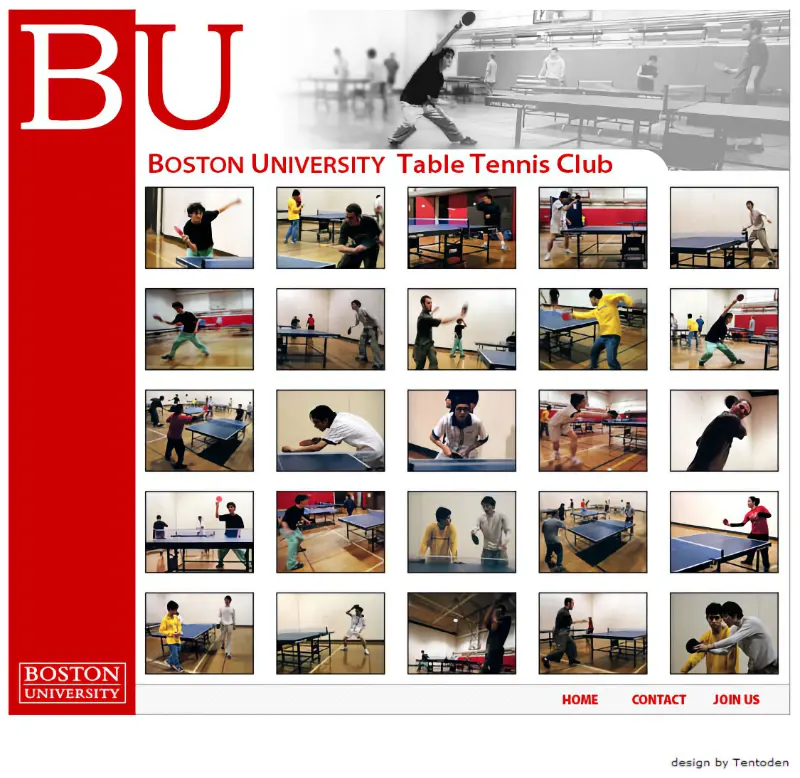 BU
BOSTON UNIVERSITY Table Tennis Club
BOSTON
UNIVERSITY
HOME CONTACT JOIN US
design by Tentoden